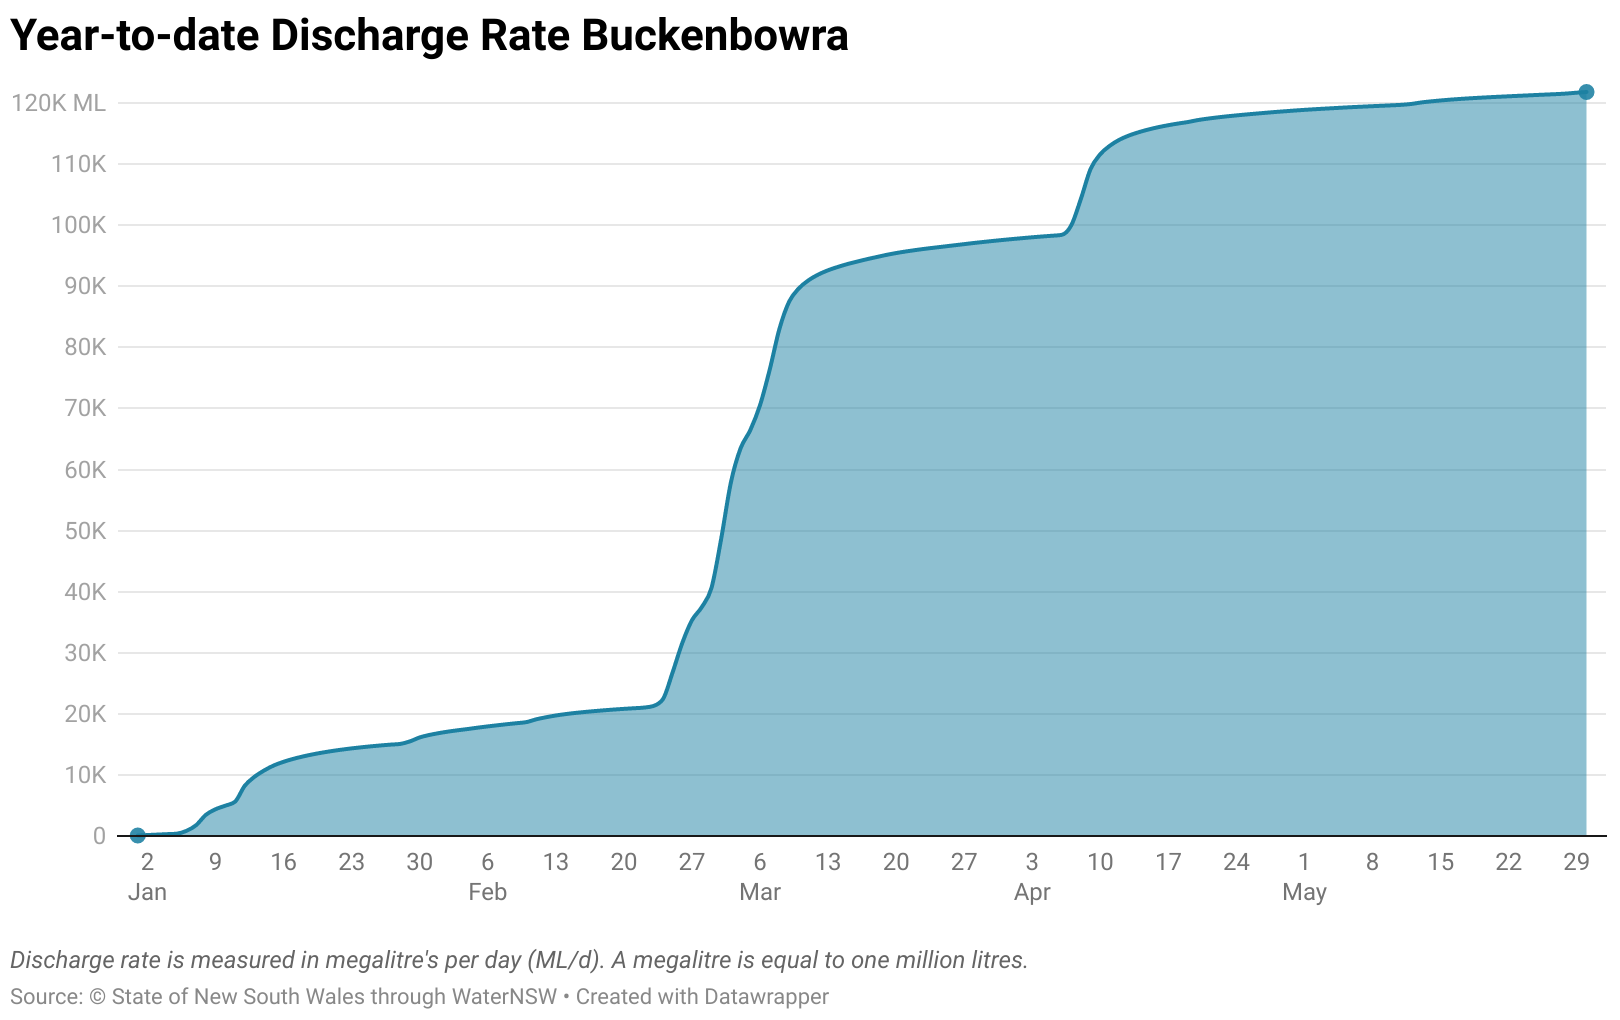 Year-to-date Discharge Rate Buckenbowra
120K ML
110K
100K
90K
80K
70K
60K
50K
40K
30K
20K
10K
0
2 9 16 23 30 6 13 20 27 6 13 20 27 3 10 17 24 1 8 15 22 29
Jan Feb Mar Apr May
Discharge rate is measured in megalitre's per day (ML/d). A megalitre is equal to one million litres.
Source: © State of New South Wales through WaterNSW • Created with Datawrapper